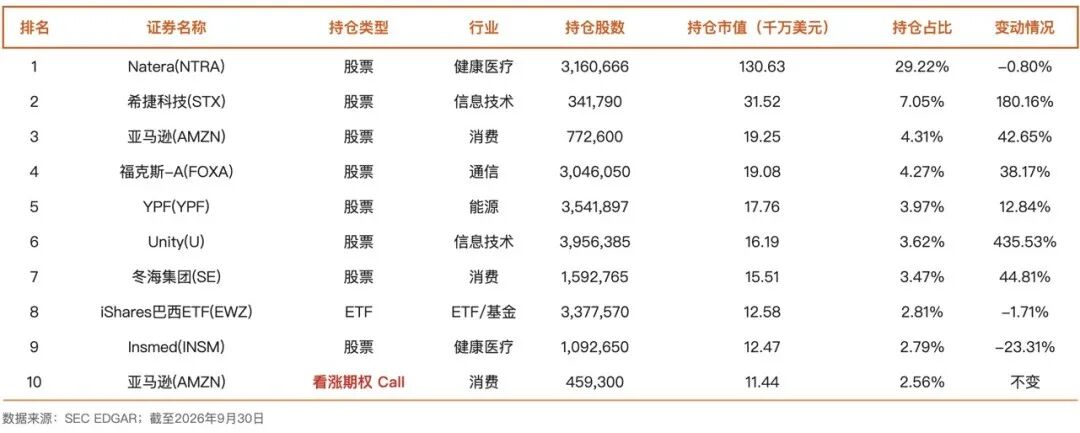 排名 证券名称 持仓类型 行业 持仓股数 持仓市值（千万美元） 持仓占比 变动情况
1 Natera(NTRA) 股票 健康医疗 3,160,666 130.63 29.22% -0.80%
2 希捷科技(STX) 股票 信息技术 341,790 31.52 7.05% 180.16%
3 亚马逊(AMZN) 股票 消费 772,600 19.25 4.31% 42.65%
4 福克斯-A(FOXA) 股票 通信 3,046,050 19.08 4.27% 38.17%
5 YPF(YPF) 股票 能源 3,541,897 17.76 3.97% 12.84%
6 Unity(U) 股票 信息技术 3,956,385 16.19 3.62% 435.53%
7 冬海集团(SE) 股票 消费 1,592,765 15.51 3.47% 44.81%
8 iShares巴西ETF(EWZ) ETF ETF/基金 3,377,570 12.58 2.81% -1.71%
9 Insmed(INSM) 股票 健康医疗 1,092,650 12.47 2.79% -23.31%
10 亚马逊(AMZN) 看涨期权 Call 消费 459,300 11.44 2.56% 不变
数据来源：SEC EDGAR；截至2026年9月30日